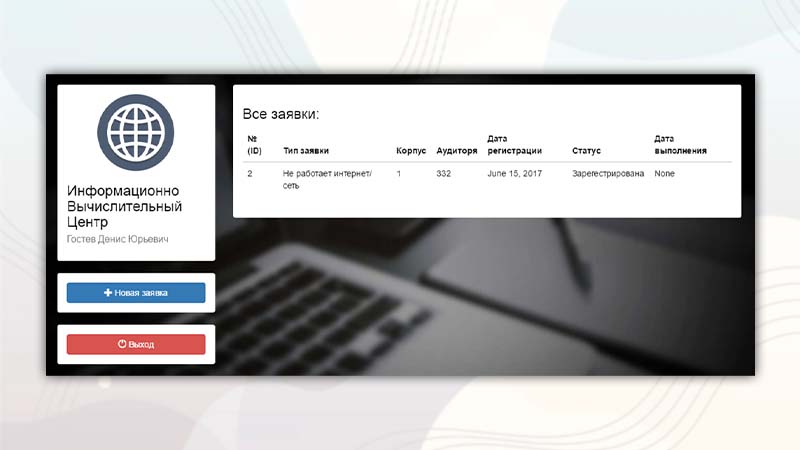 Информационно
Вычислительный
Центр
Гостев Денис Юрьевич
Новая заявка
Выход
Все заявки:
№ (ID) Тип заявки Корпус Аудиторя Дата регистрации Статус Дата выполнения
2 Не работает интернет/ сеть 1 332 June 15, 2017 Зарегестрирована None